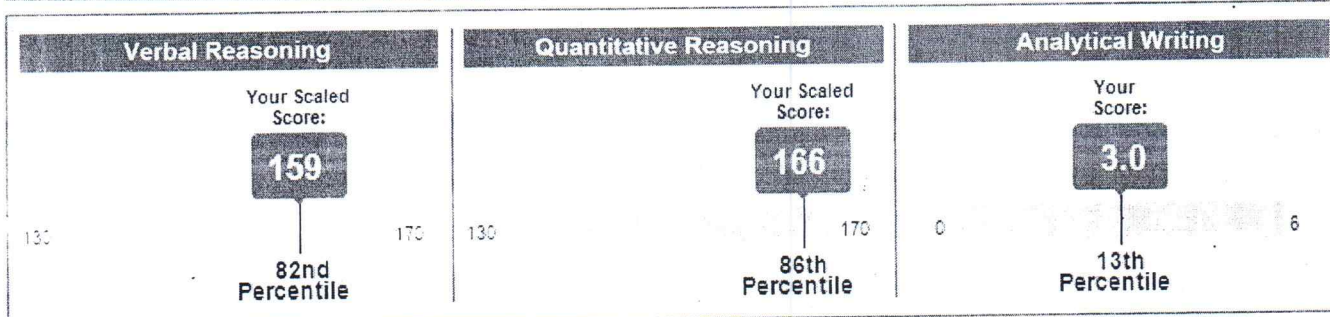 Verbal Reasoning
Your Scaled
Score:
159
130
170
82nd
Percentile
Quantitative Reasoning
Your Scaled
Score:
166
130
170
86th
Percentile
Analytical Writing
Your
Score:
3.0
0
6
13th
Percentile